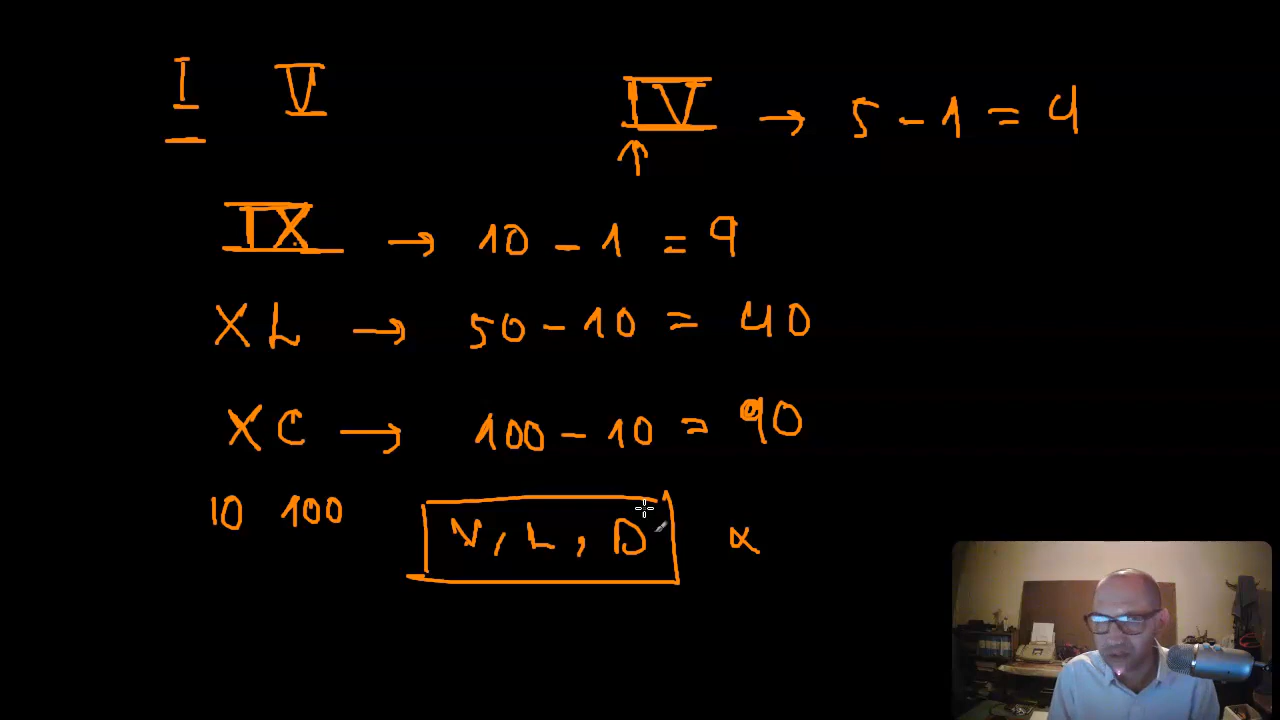 I V
IV → 5 - 1 = 4
IX → 10 - 1 = 9
XL → 50 - 10 = 40
XC → 100 - 10 = 90
10 100
V, L, D